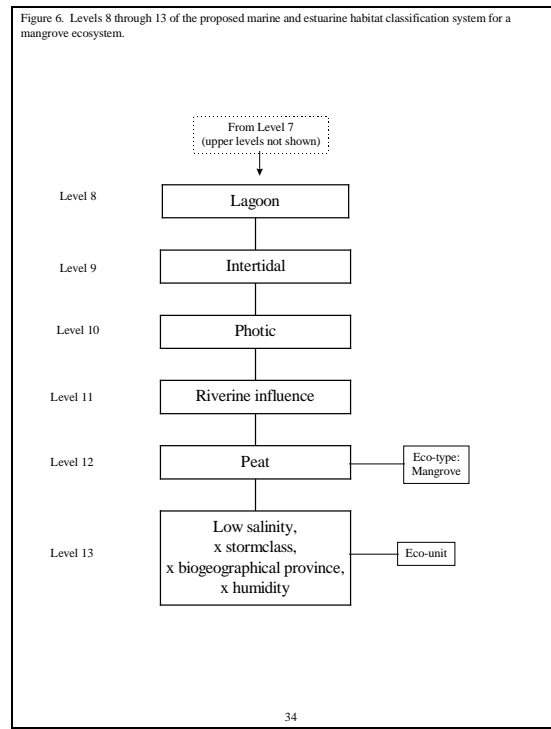 Figure 6. Levels 8 through 13 of the proposed marine and estuarine habitat classification system for a
mangrove ecosystem.
From Level 7
(upper levels not shown)
Level 8
Lagoon
Level 9
Intertidal
Level 10
Photic
Level 11
Riverine influence
Level 12
Peat
Eco-type:
Mangrove
Level 13
Low salinity,
x stormclass,
x biogeographical province,
x humidity
Eco-unit
34